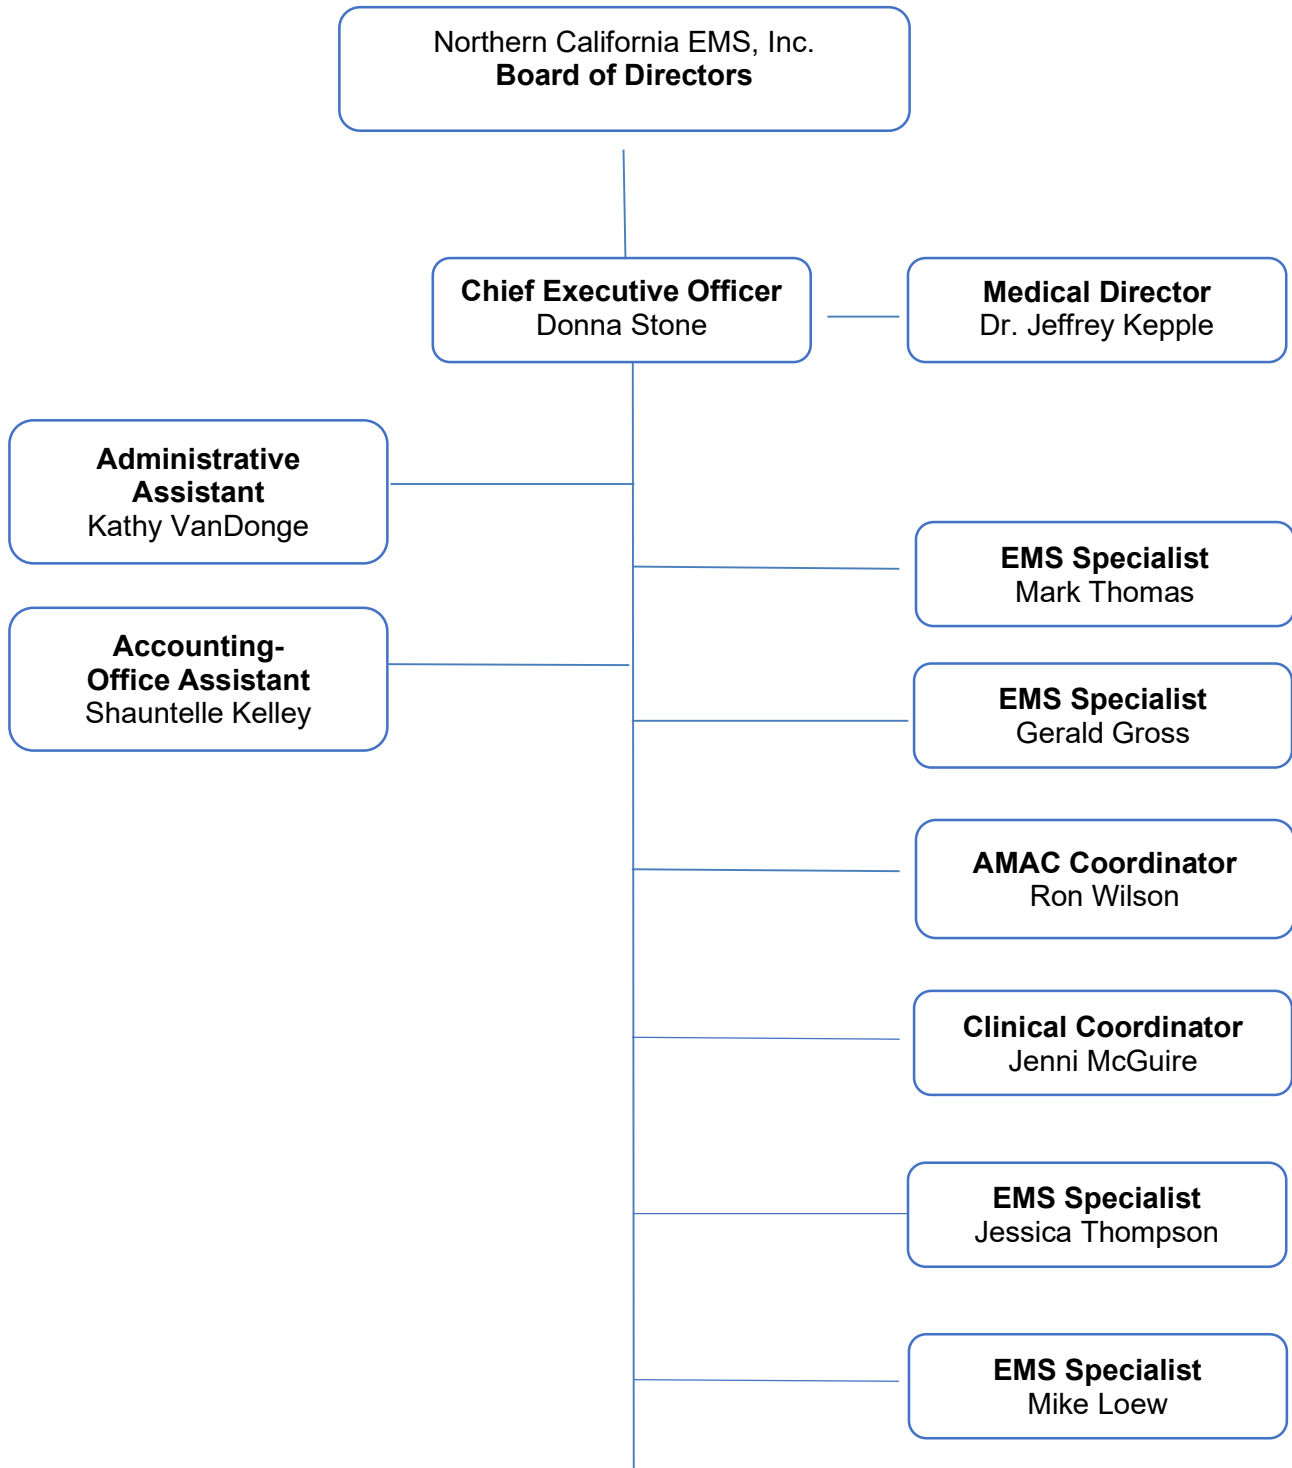 Northern California EMS, Inc.
Board of Directors
Chief Executive Officer
Donna Stone
Medical Director
Dr. Jeffrey Kepple
Administrative
Assistant
Kathy VanDonge
Accounting-
Office Assistant
Shauntelle Kelley
EMS Specialist
Mark Thomas
EMS Specialist
Gerald Gross
AMAC Coordinator
Ron Wilson
Clinical Coordinator
Jenni McGuire
EMS Specialist
Jessica Thompson
EMS Specialist
Mike Loew